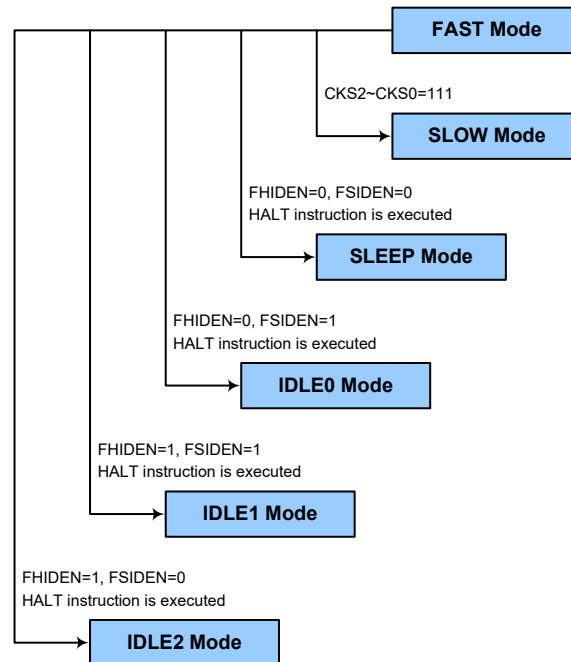 FAST Mode
CKS2~CKS0=111
SLOW Mode
FHIDEN=0, FSIDEN=0
HALT instruction is executed
SLEEP Mode
FHIDEN=0, FSIDEN=1
HALT instruction is executed
IDLE0 Mode
FHIDEN=1, FSIDEN=1
HALT instruction is executed
IDLE1 Mode
FHIDEN=1, FSIDEN=0
HALT instruction is executed
IDLE2 Mode